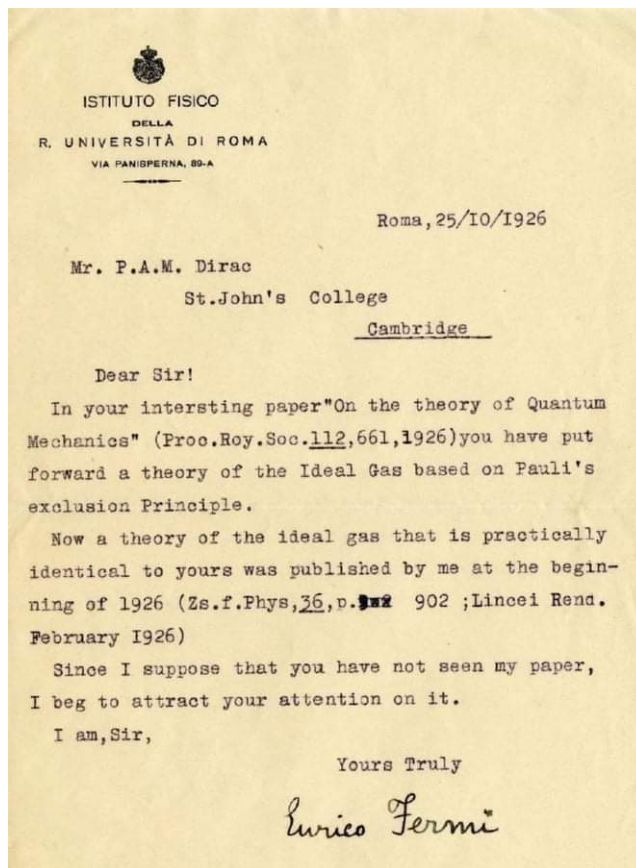 ISTITUTO FISICO
DELLA
R. UNIVERSITÀ DI ROMA
VIA PANISPERNA, 89-A
Roma,25/IO/I926
Mr. P.A.M. Dirac
St.John's College
Cambridge
Dear Sir!
In your intersting paper"On the theory of Quantum
Mechanics" (Proc.Roy.Soc.112,661,1926)you have put
forward a theory of the Ideal Gas based on Pauli's
exclusion Principle.
Now a theory of the ideal gas that is practically
identical to yours was published by me at the begin-
ning of 1926 (Zs.f.Phys,36,p. 902 ;Lincei Rend.
February 1926)
Since I suppose that you have not seen my paper,
I beg to attract your attention on it.
I am,Sir,
Yours Truly
Enrico Fermi